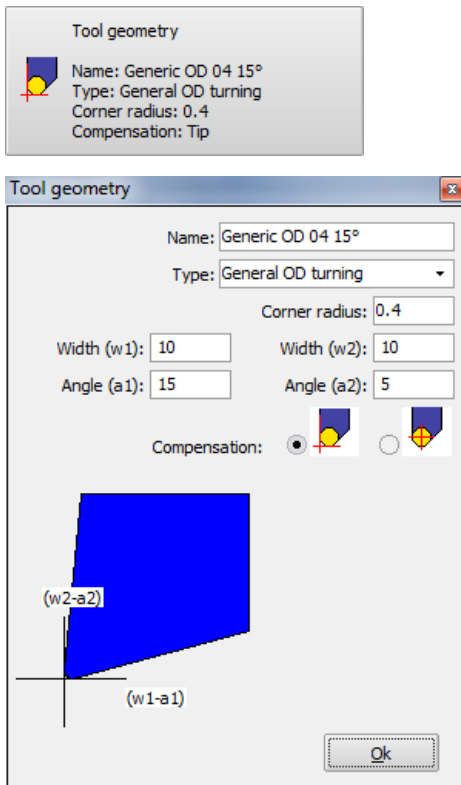 Tool geometry
Name: Generic OD 04 15°
Type: General OD turning
Corner radius: 0.4
Compensation: Tip
Tool geometry
Name: Generic OD 04 15°
Type: General OD turning
Corner radius: 0.4
Width (w1): 10 Width (w2): 10
Angle (a1): 15 Angle (a2): 5
Compensation:
(w2-a2)
(w1-a1)
Ok